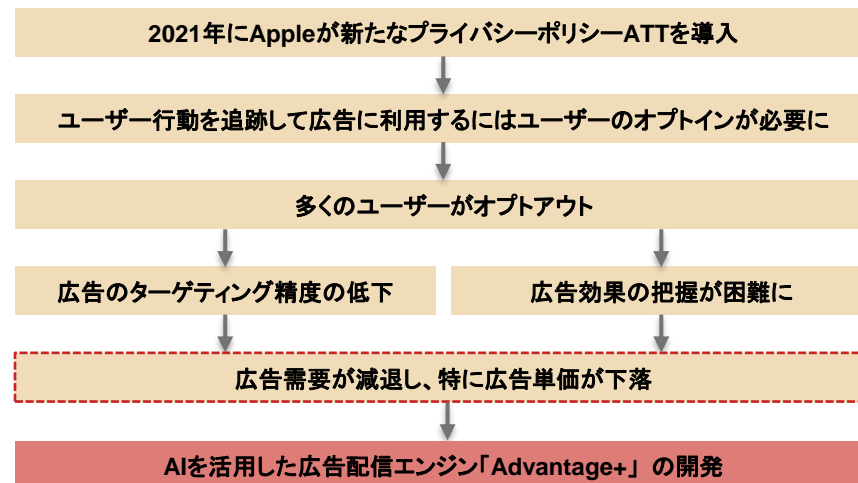 2021年にAppleが新たなプライバシーポリシーATTを導入
ユーザー行動を追跡して広告に利用するにはユーザーのオプトインが必要に
多くのユーザーがオプトアウト
広告のターゲティング精度の低下
広告効果の把握が困難に
広告需要が減退し、特に広告単価が下落
AIを活用した広告配信エンジン「Advantage+」の開発